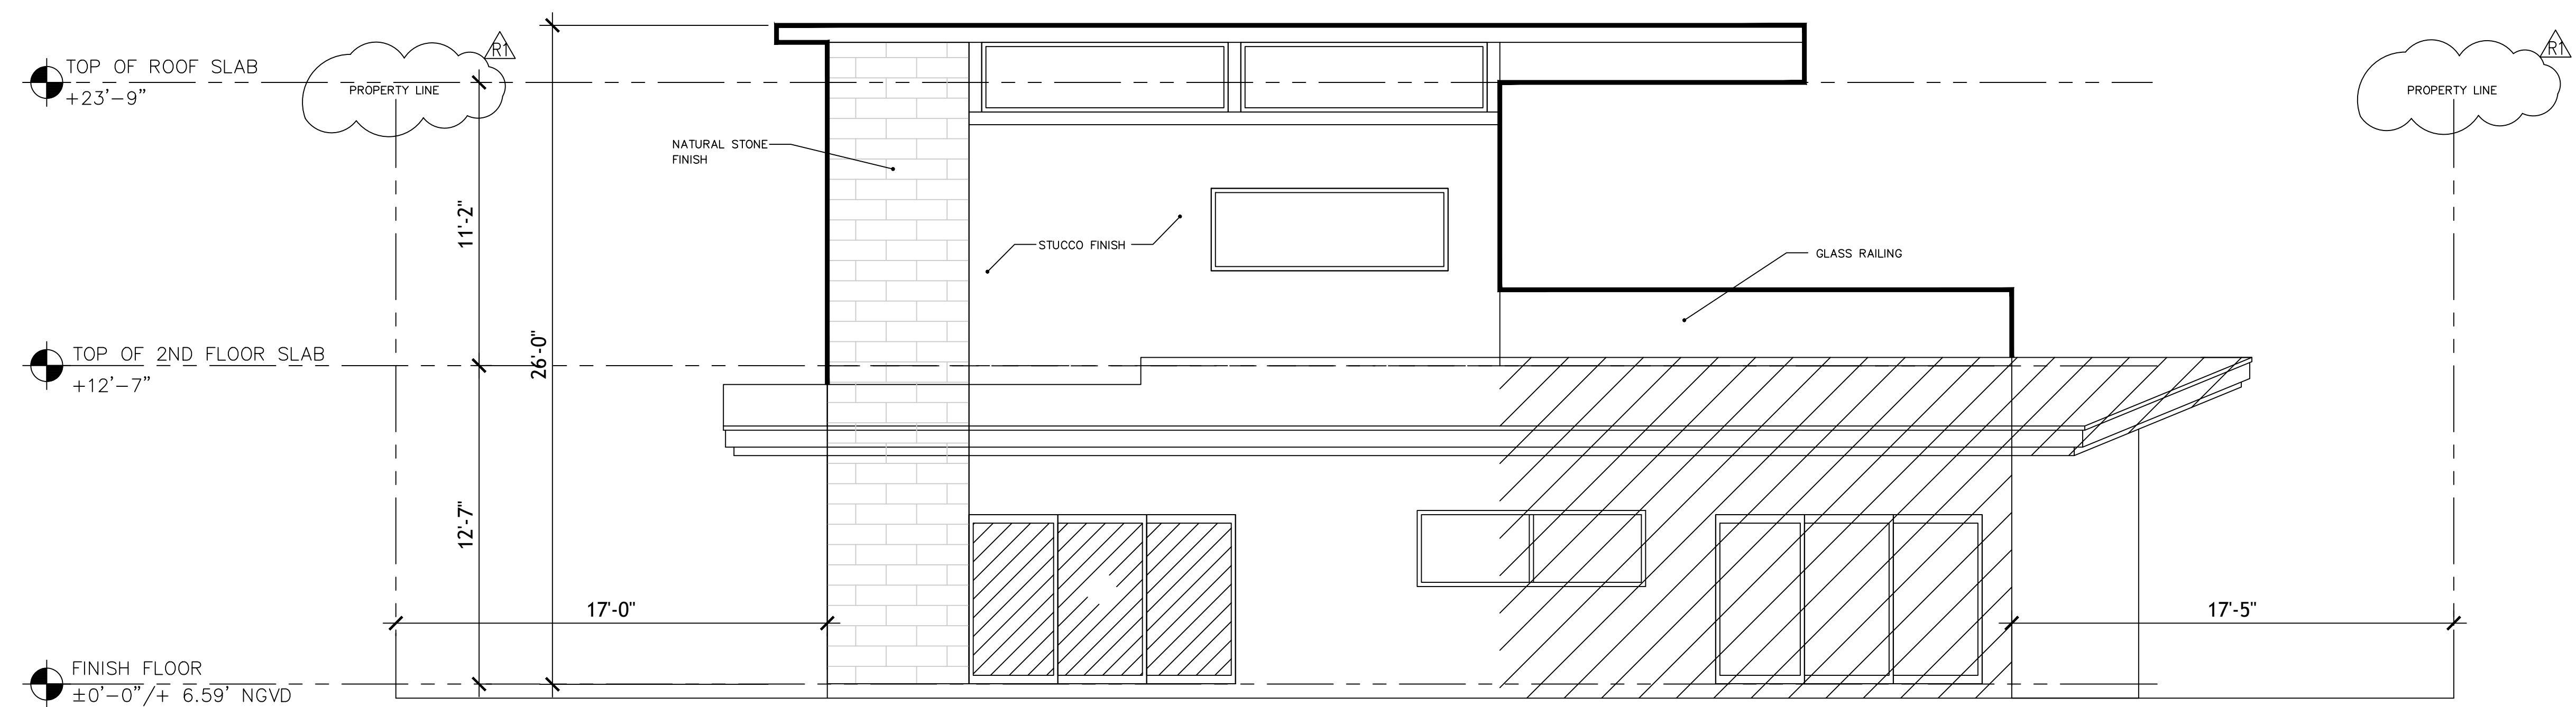 TOP OF ROOF SLAB
+23'-9"
PROPERTY LINE
R1
NATURAL STONE
FINISH
11'-2"
STUCCO FINISH
GLASS RAILING
PROPERTY LINE
R1
TOP OF 2ND FLOOR SLAB
+12'-7"
26'-0"
12'-7"
17'-0"
17'-5"
FINISH FLOOR
±0'-0"/+ 6.59' NGVD